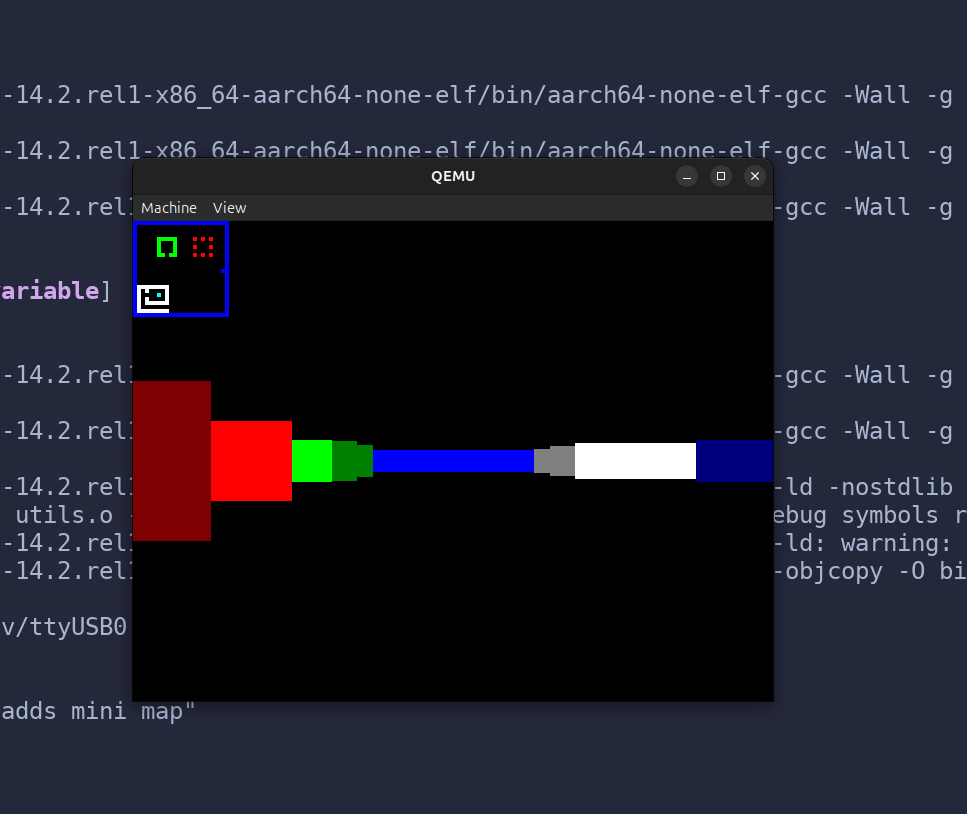 -14.2.rel1-x86_64-aarch64-none-elf/bin/aarch64-none-elf-gcc -Wall -g
-14.2.rel1-x86_64-aarch64-none-elf/bin/aarch64-none-elf-gcc -Wall -g
QEMU
Machine View
-14.2.rel1 -gcc -Wall -g
ariable]
-14.2.rel1 -gcc -Wall -g
-14.2.rel1 -gcc -Wall -g
-14.2.rel1 -ld -nostdlib
utils.o - ebug symbols r
-14.2.rel1 -ld: warning:
-14.2.rel1 -objcopy -O bi
v/ttyUSB0
adds mini map"